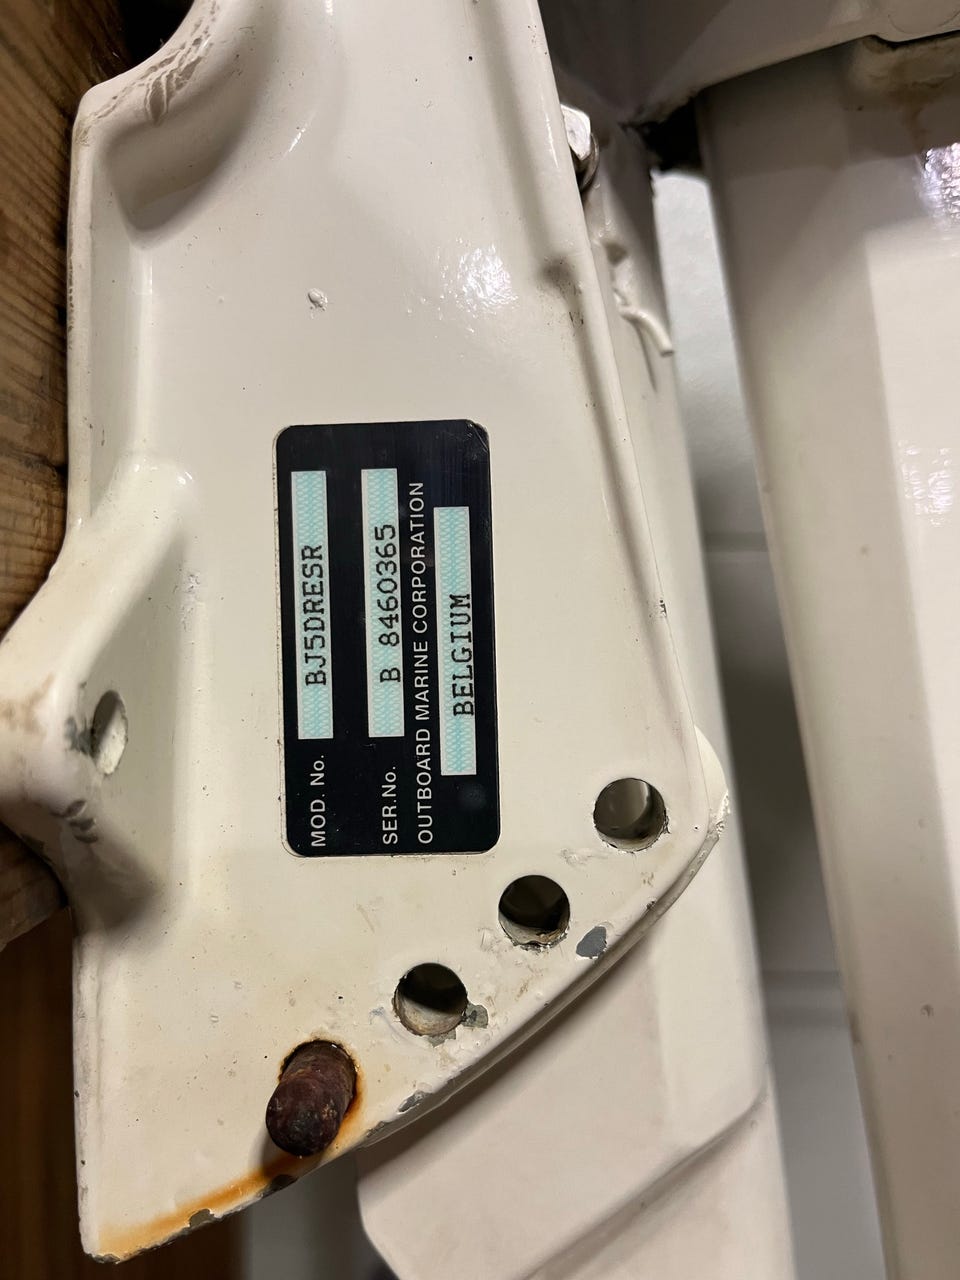 MOD. No. BJ5DRESR
SER.No. B 8460365
OUTBOARD MARINE CORPORATION
BELGIUM